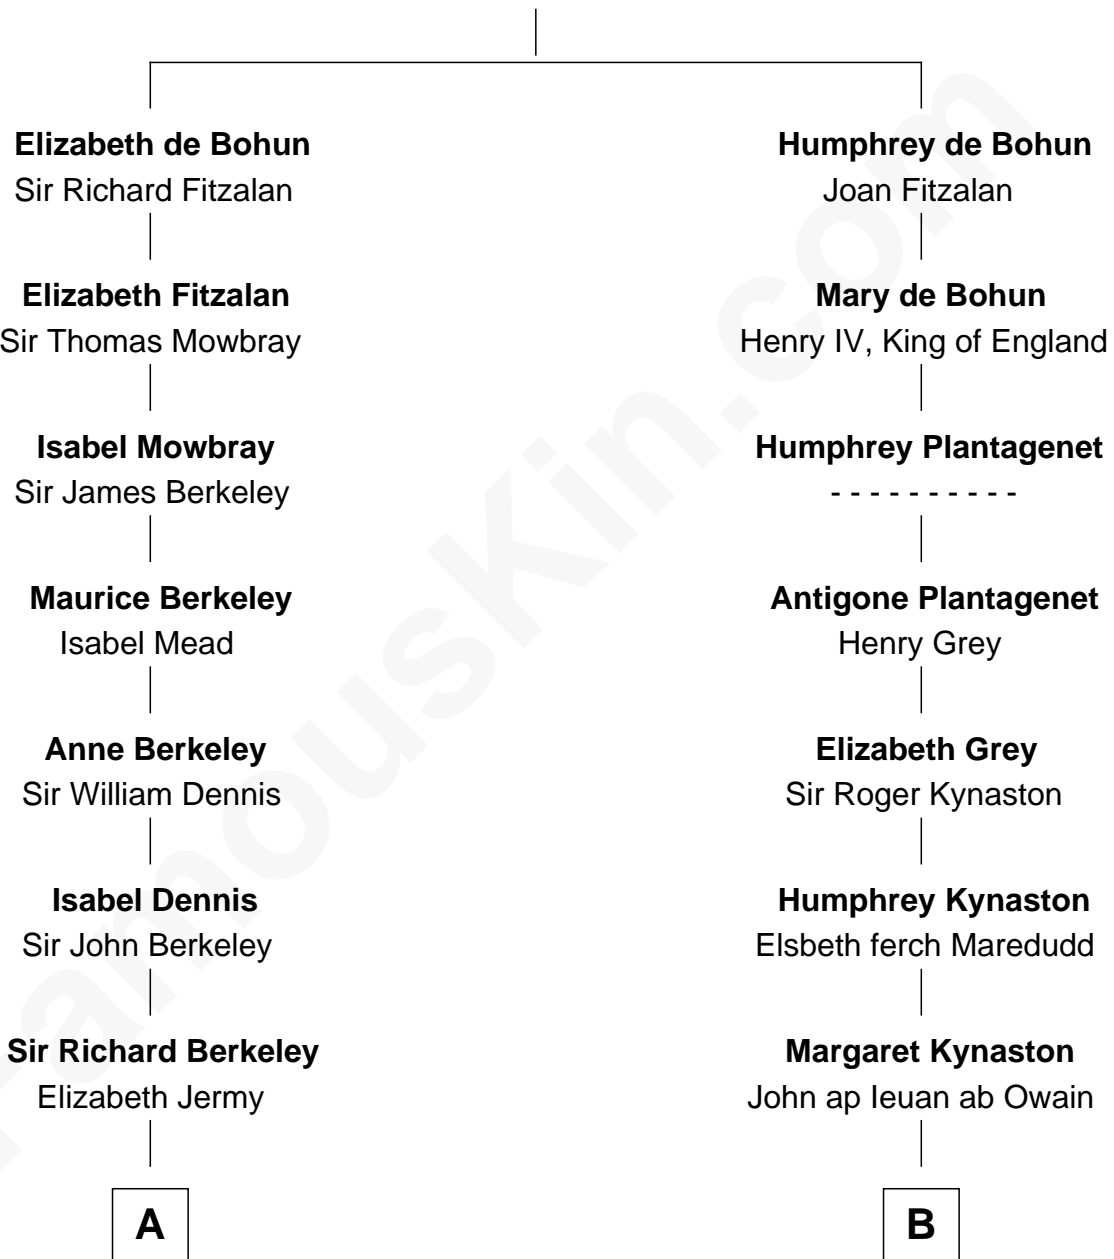 Elizabeth de Bohun
Sir Richard Fitzalan
Elizabeth Fitzalan
Sir Thomas Mowbray
Isabel Mowbray
Sir James Berkeley
Maurice Berkeley
Isabel Mead
Anne Berkeley
Sir William Dennis
Isabel Dennis
Sir John Berkeley
Sir Richard Berkeley
Elizabeth Jermy
A
Humphrey de Bohun
Joan Fitzalan
Mary de Bohun
Henry IV, King of England
Humphrey Plantagenet
- - - - - - - - - -
Antigone Plantagenet
Henry Grey
Elizabeth Grey
Sir Roger Kynaston
Humphrey Kynaston
Elsbeth ferch Maredudd
Margaret Kynaston
John ap Ieuan ab Owain
B
FamousKin.com